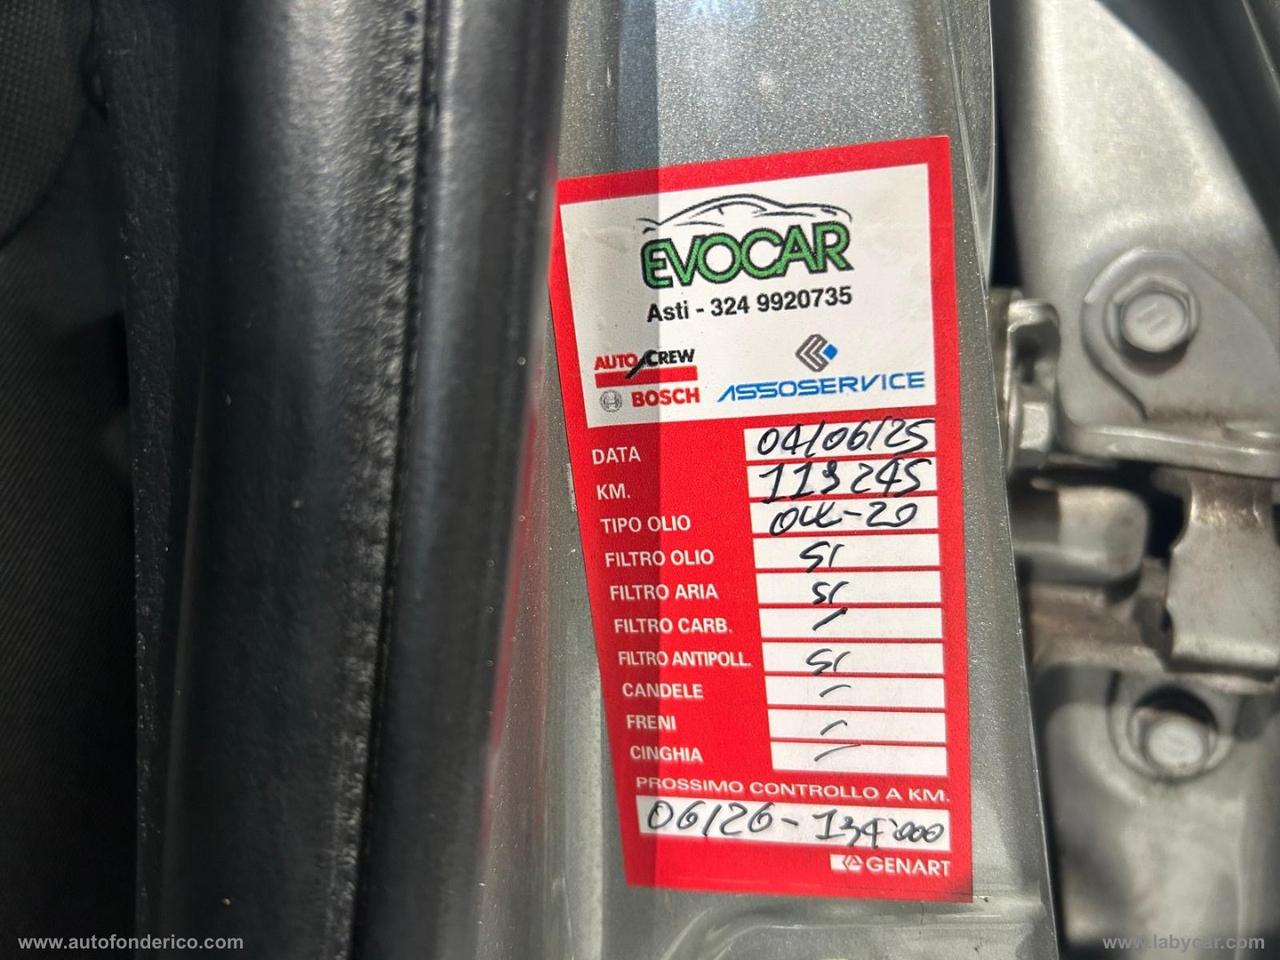 EVOCAR
Asti - 324 9920735
AUTO CREW
BOSCH
ASSOSERVICE
DATA 04/06/25
KM. 113245
TIPO OLIO
FILTRO OLIO SI
FILTRO ARIA SI
FILTRO CARB. /
FILTRO ANTIPOLL. SI
CANDELE /
FRENI /
CINGHIA /
PROSSIMO CONTROLLO A KM.
06/26 - 134000
GENART
www.autofonderico.com
www.labycar.com